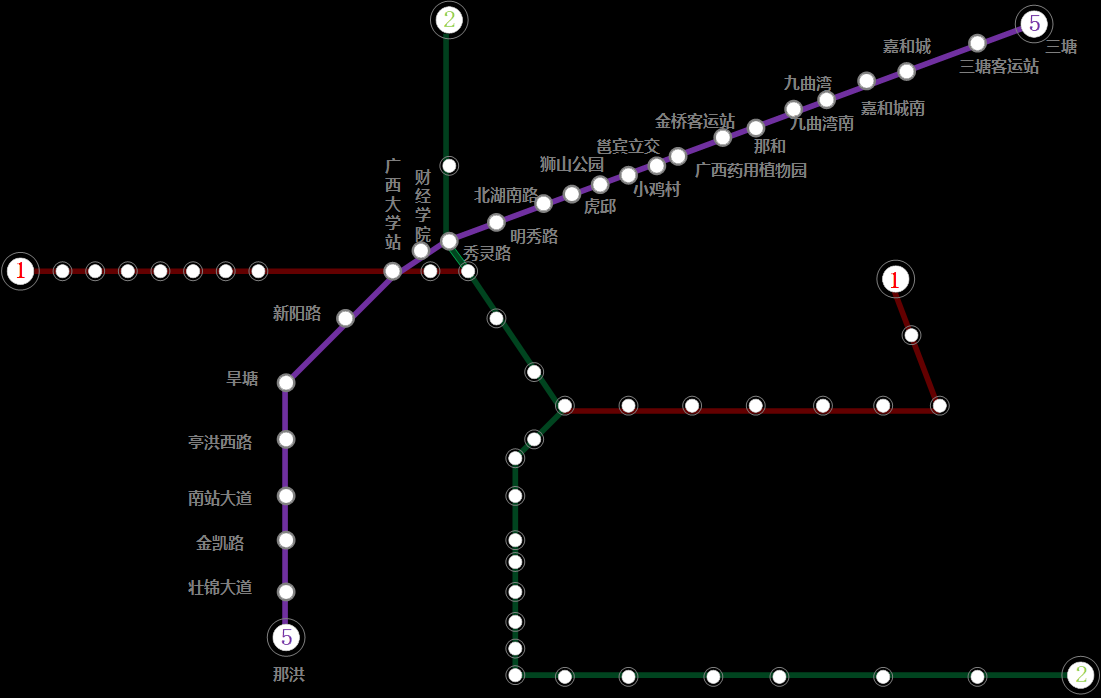 2
5
三塘
嘉和城
三塘客运站
九曲湾
嘉和城南
金桥客运站
九曲湾南
邕宾立交
那和
狮山公园
广西药用植物园
广西大学站
财经学院
北湖南路
小鸡村
虎邱
明秀路
秀灵路
1
1
新阳路
旱塘
亭洪西路
南站大道
金凯路
壮锦大道
5
那洪
2